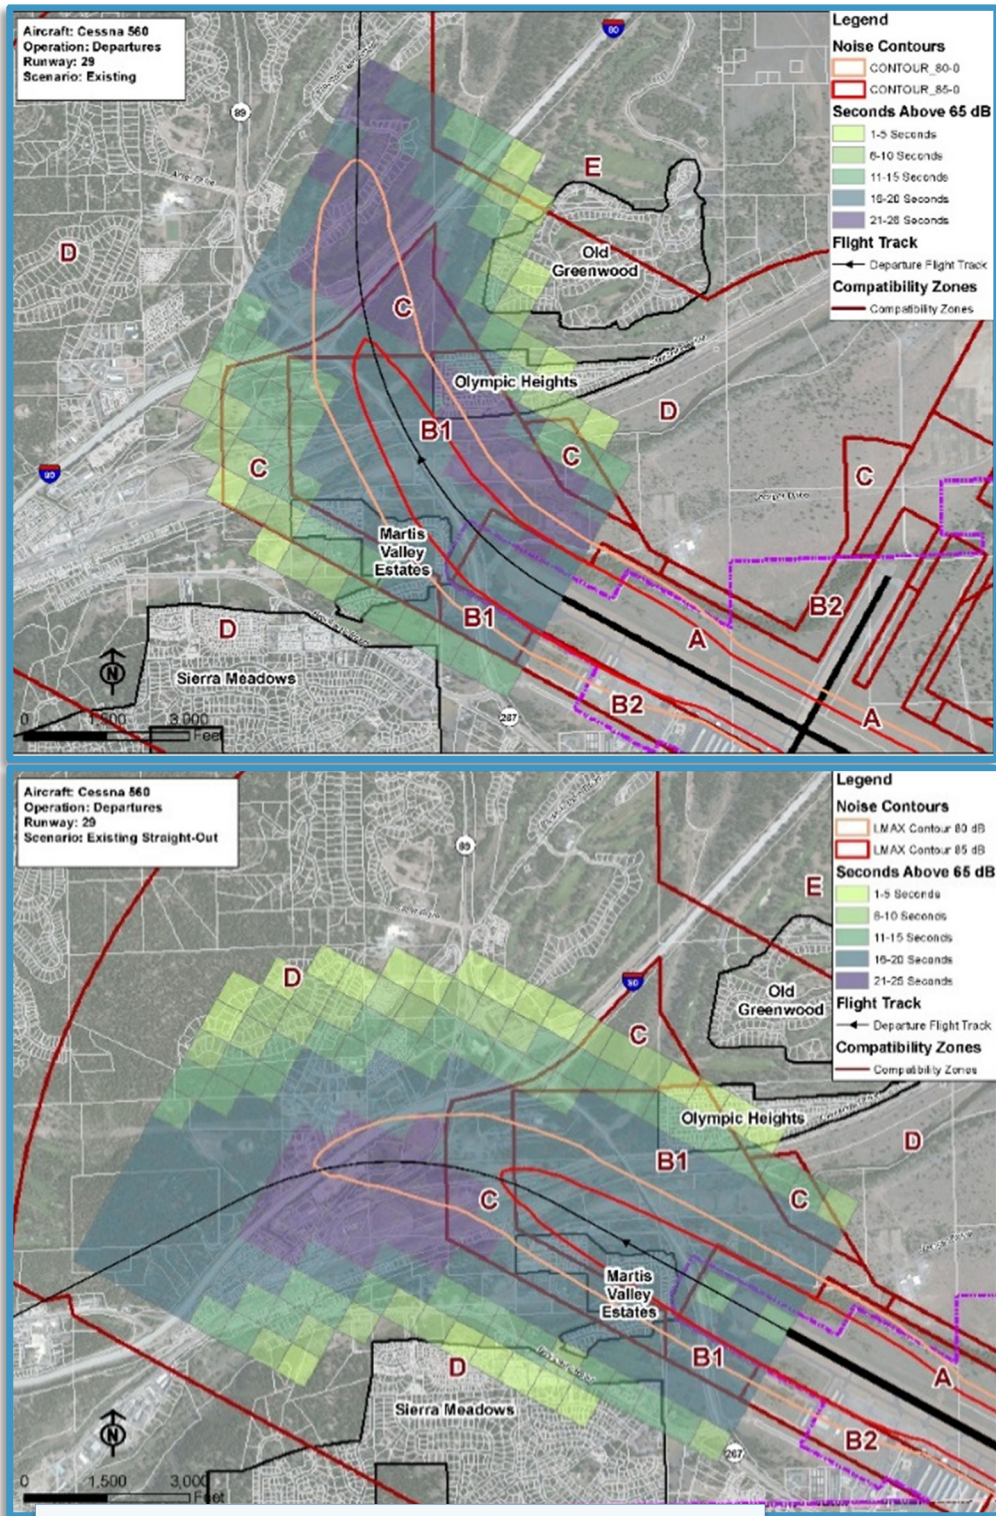 Aircraft: Cessna 560
Operation: Departures
Runway: 29
Scenario: Existing
80
89
Legend
Noise Contours
CONTOUR_80-0
CONTOUR_85-0
Seconds Above 65 dB
1-5 Seconds
6-10 Seconds
11-15 Seconds
16-20 Seconds
21-26 Seconds
Flight Track
Departure Flight Track
Compatibility Zones
Compatibility Zones
E
D
Old
Greenwood
C
Olympic Heights
D
B1
C
C
C
80
Martis
Valley
Estates
B2
B1
A
D
N
Sierra Meadows
B2
A
267
0 1,500 3,000
Feet
Aircraft: Cessna 560
Operation: Departures
Runway: 29
Scenario: Existing Straight-Out
89
Legend
Noise Contours
LMAX Contour 80 dB
LMAX Contour 85 dB
Seconds Above 65 dB
1-5 Seconds
6-10 Seconds
11-15 Seconds
16-20 Seconds
21-25 Seconds
Flight Track
Departure Flight Track
Compatibility Zones
Compatibility Zones
E
D
80
Old
Greenwood
C
Olympic Heights
D
B1
C
C
Martis
Valley
Estates
B1
D
A
Sierra Meadows
N
B2
267
0 1,500 3,000
Feet